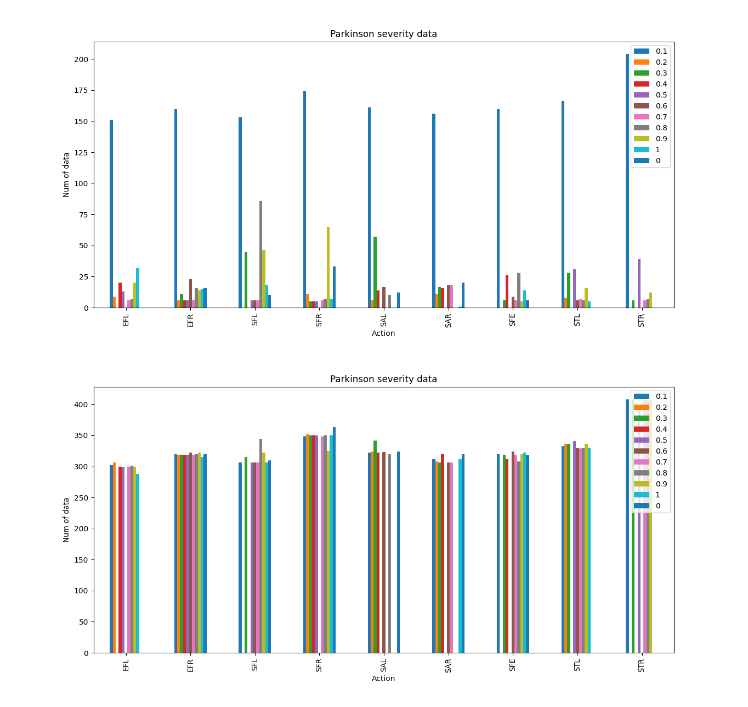 Parkinson severity data
200
175
150
125
100
75
50
25
0
Num of data
EFL
EFR
SFL
SFR
SAL
SAR
SFE
STL
STR
Action
0.1
0.2
0.3
0.4
0.5
0.6
0.7
0.8
0.9
1
0
Parkinson severity data
400
350
300
250
200
150
100
50
0
Num of data
EFL
EFR
SFL
SFR
SAL
SAR
SFE
STL
STR
Action
0.1
0.2
0.3
0.4
0.5
0.6
0.7
0.8
0.9
1
0